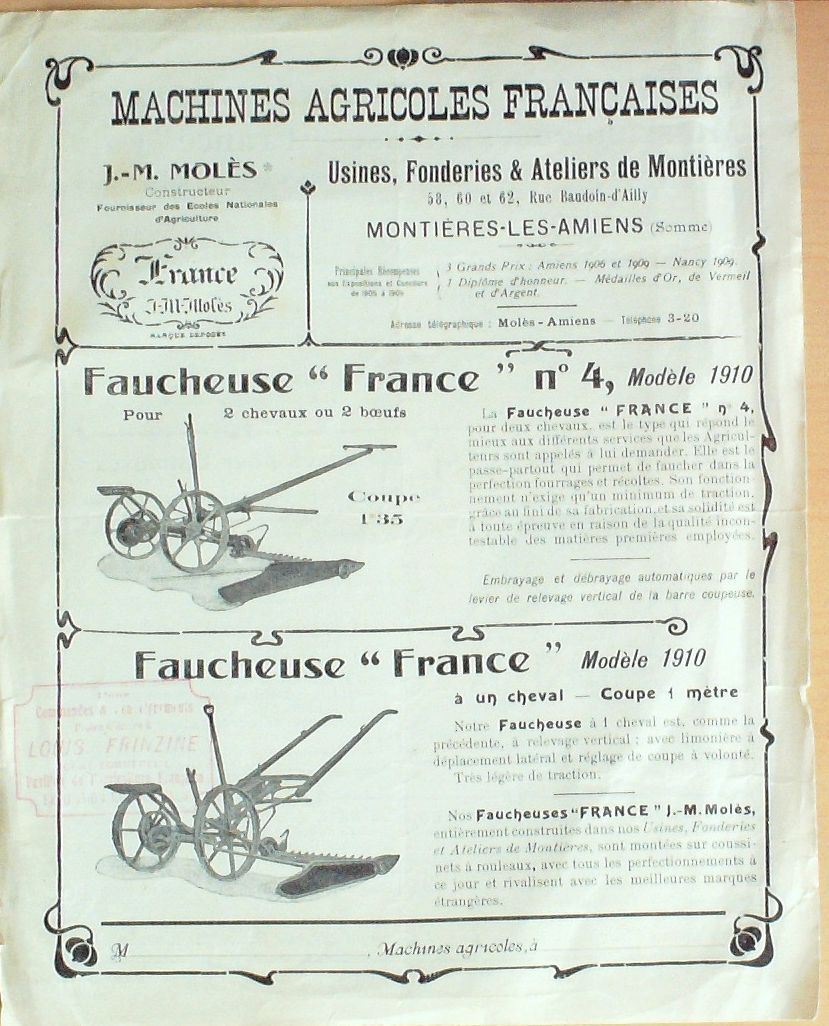 MACHINES AGRICOLES FRANÇAISES
J.-M. MOLÈS
Constructeur
Fournisseur des Ecoles Nationales
d'Agriculture
France
J-M. Molès
MARQUE DEPOSÉE
Usines, Fonderies & Ateliers de Montières
58, 60 et 62, Rue Baudoin-d'Ailly
MONTIÈRES-LES-AMIENS (Somme)
Principales Récompenses
aux Expositions et Concours
de 1905 à 1909
3 Grands Prix : Amiens 1906 et 1909 — Nancy 1909.
1 Diplôme d'honneur. — Médailles d'Or, de Vermeil
et d'Argent.
Adresse télégraphique : Molès-Amiens — Téléphone 3-20
Faucheuse “ France ” n° 4, Modèle 1910
Pour 2 chevaux ou 2 bœufs
Coupe
1m35
La Faucheuse “ FRANCE ” n° 4,
pour deux chevaux, est le type qui répond le
mieux aux différents services que les Agricul-
teurs sont appelés à lui demander. Elle est le
passe-partout qui permet de faucher dans la
perfection fourrages et récoltes. Son fonction-
nement n'exige qu'un minimum de traction,
grâce au fini de sa fabrication, et sa solidité est
à toute épreuve en raison de la qualité incon-
testable des matières premières employées.
Embrayage et débrayage automatiques par le
levier de relevage vertical de la barre coupeuse.
Faucheuse “ France ” Modèle 1910
à un cheval — Coupe 1 mètre
Notre Faucheuse à 1 cheval est, comme la
précédente, à relevage vertical ; avec limonière à
déplacement latéral et réglage de coupe à volonté.
Très légère de traction.
Nos Faucheuses “FRANCE” J.-M. Molès,
entièrement construites dans nos Usines, Fonderies
et Ateliers de Montières, sont montées sur coussi-
nets à rouleaux, avec tous les perfectionnements à
ce jour et rivalisent avec les meilleures marques
étrangères.
LOUIS FRINZINE
M , Machines agricoles, à